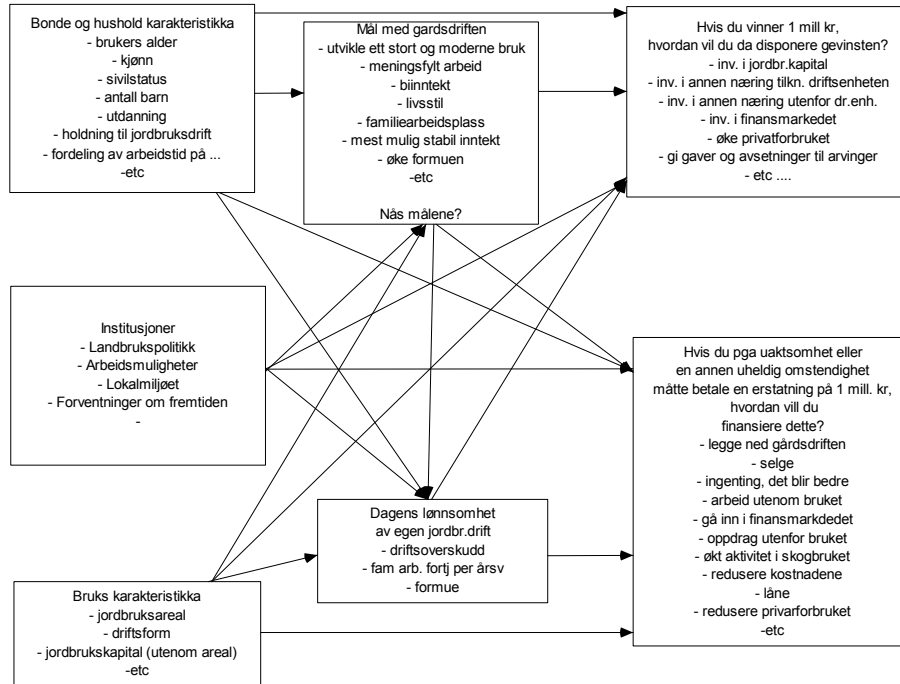 Bonde og hushold karakteristikka
- brukers alder
- kjønn
- sivilstatus
- antall barn
- utdanning
- holdning til jordbruksdrift
- fordeling av arbeidstid på ...
-etc
Mål med gardsdriften
- utvikle ett stort og moderne bruk
- meningsfylt arbeid
- biinntekt
- livsstil
- familiearbeidsplass
- mest mulig stabil inntekt
- øke formuen
-etc
Nås målene?
Hvis du vinner 1 mill kr,
hvordan vil du da disponere gevinsten?
- inv. i jordbr.kapital
- inv. i annen næring tilkn. driftsenheten
- inv. i annen næring utenfor dr.enh.
- inv. i finansmarkedet
- øke privatforbruket
- gi gaver og avsetninger til arvinger
- etc ....
Institusjoner
- Landbrukspolitikk
- Arbeidsmuligheter
- Lokalmiljøet
- Forventninger om fremtiden
-
Hvis du pga uaktsomhet eller
en annen uheldig omstendighet
måtte betale en erstatning på 1 mill. kr,
hvordan vill du
finansiere dette?
- legge ned gårdsdriften
- selge
- ingenting, det blir bedre
- arbeid utenom bruket
- gå inn i finansmarkdedet
- oppdrag utenfor bruket
- økt aktivitet i skogbruket
- redusere kostnadene
- låne
- redusere privarforbruket
-etc
Dagens lønnsomhet
av egen jordbr.drift
- driftsoverskudd
- fam arb. fortj per årsv
- formue
Bruks karakteristikka
- jordbruksareal
- driftsform
- jordbrukskapital (utenom areal)
-etc